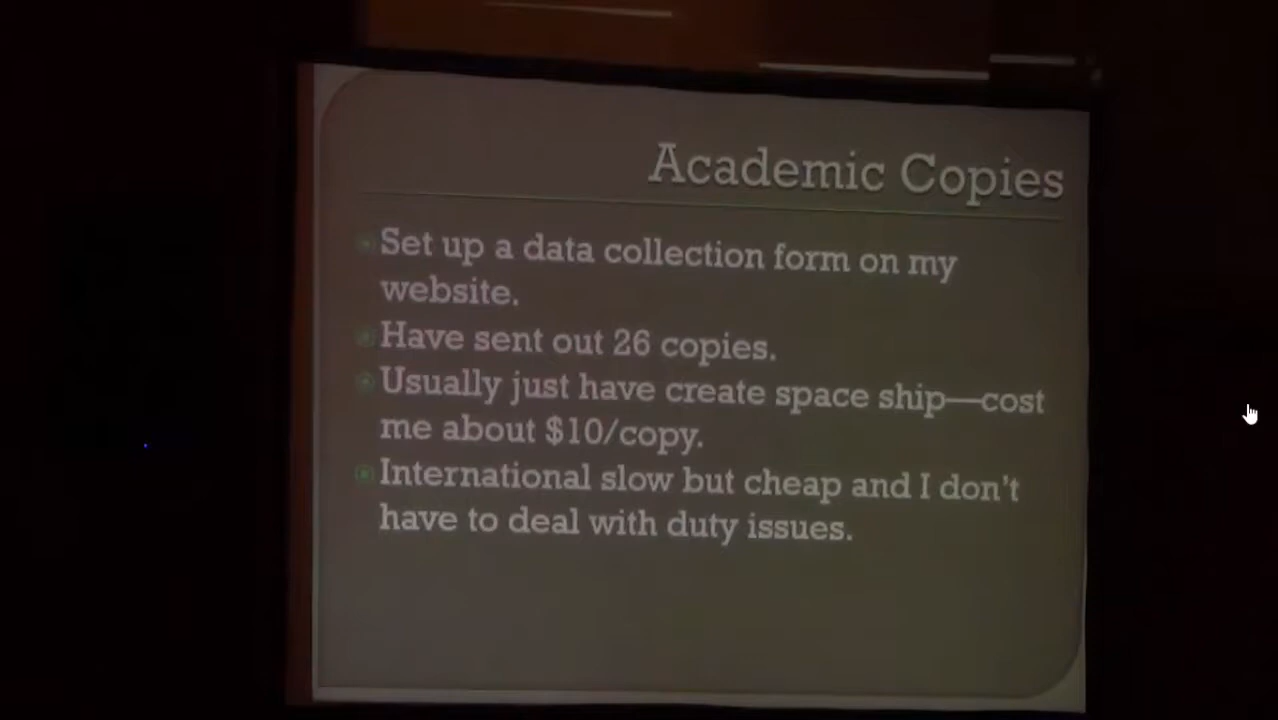 Academic Copies
Set up a data collection form on my
website.
Have sent out 26 copies.
Usually just have create space ship—cost
me about $10/copy.
International slow but cheap and I don't
have to deal with duty issues.